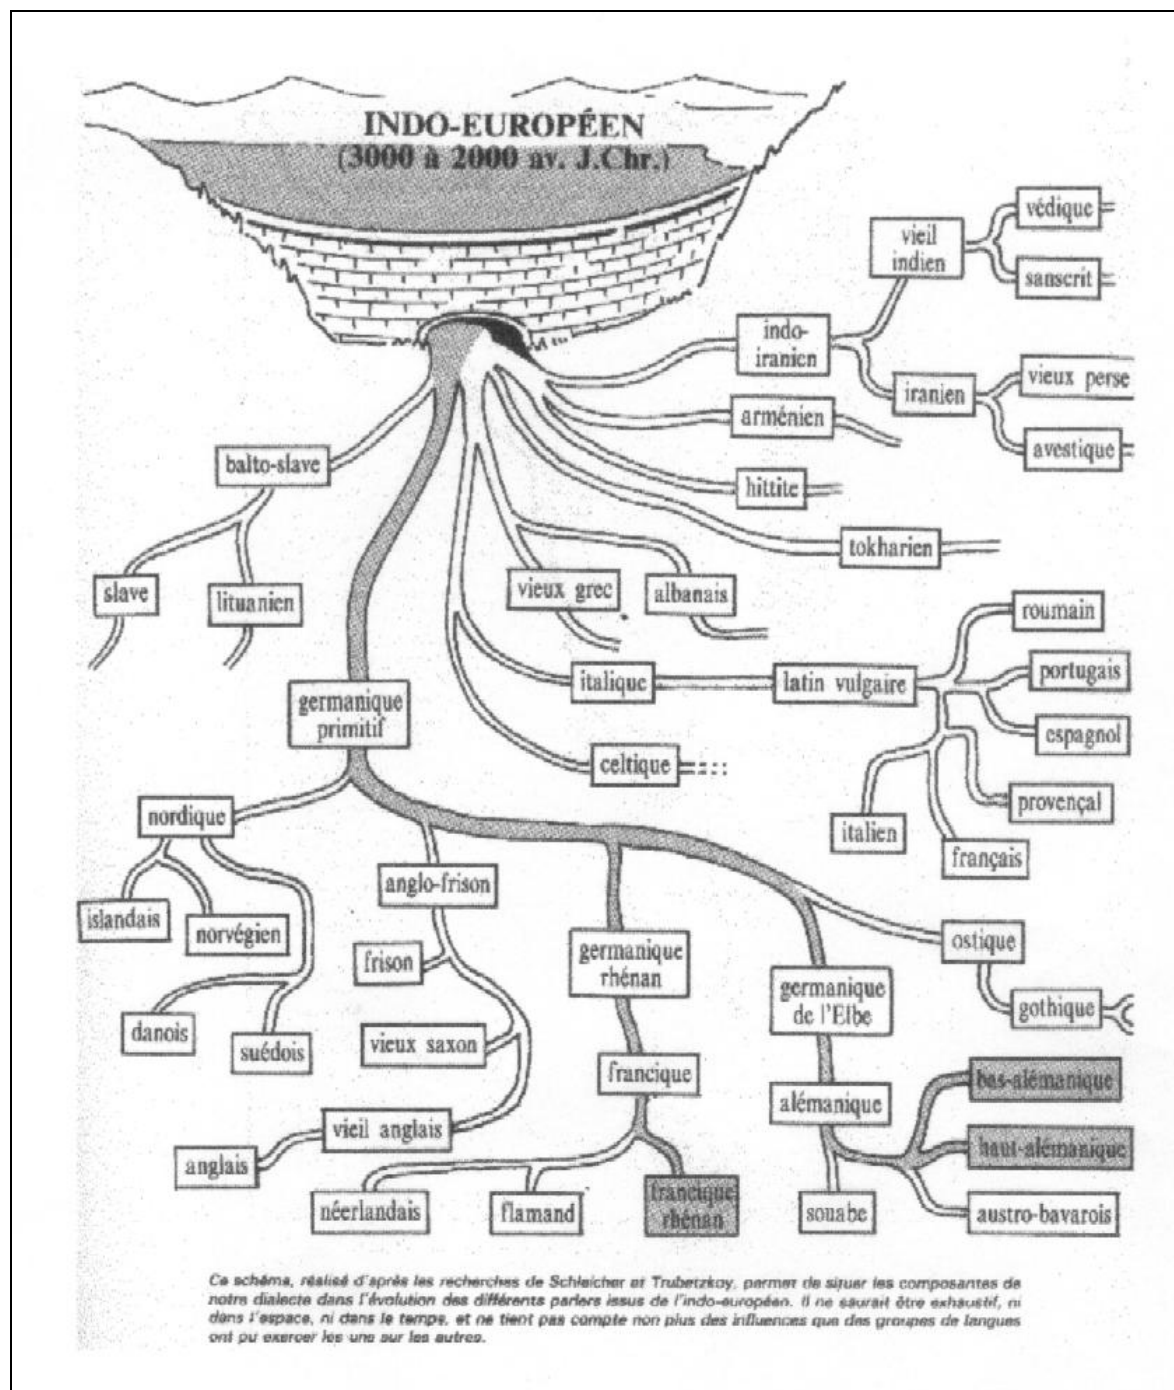 INDO-EUROPÉEN
(3000 à 2000 av. J.Chr.)
védique
vieil
indien
sanscrit
indo-
iranien
vieux perse
iranien
arménien
avestique
balto-slave
hittite
tokharien
slave
lituanien
vieux grec
albanais
roumain
italique
latin vulgaire
portugais
germanique
primitif
espagnol
celtique
provençal
nordique
italien
français
anglo-frison
islandais
norvégien
frison
germanique
rhénan
ostique
germanique
de l'Elbe
gothique
danois
suédois
vieux saxon
francique
bas-alémanique
alémanique
vieil anglais
haut-alémanique
anglais
néerlandais
flamand
francique
rhénan
souabe
austro-bavarois
Ce schéma, réalisé d'après les recherches de Schleicher et Trubetzkoy, permet de situer les composantes de
notre dialecte dans l'évolution des différents parlers issus de l'indo-européen. Il ne saurait être exhaustif, ni
dans l'espace, ni dans le temps, et ne tient pas compte non plus des influences que des groupes de langues
ont pu exercer les uns sur les autres.